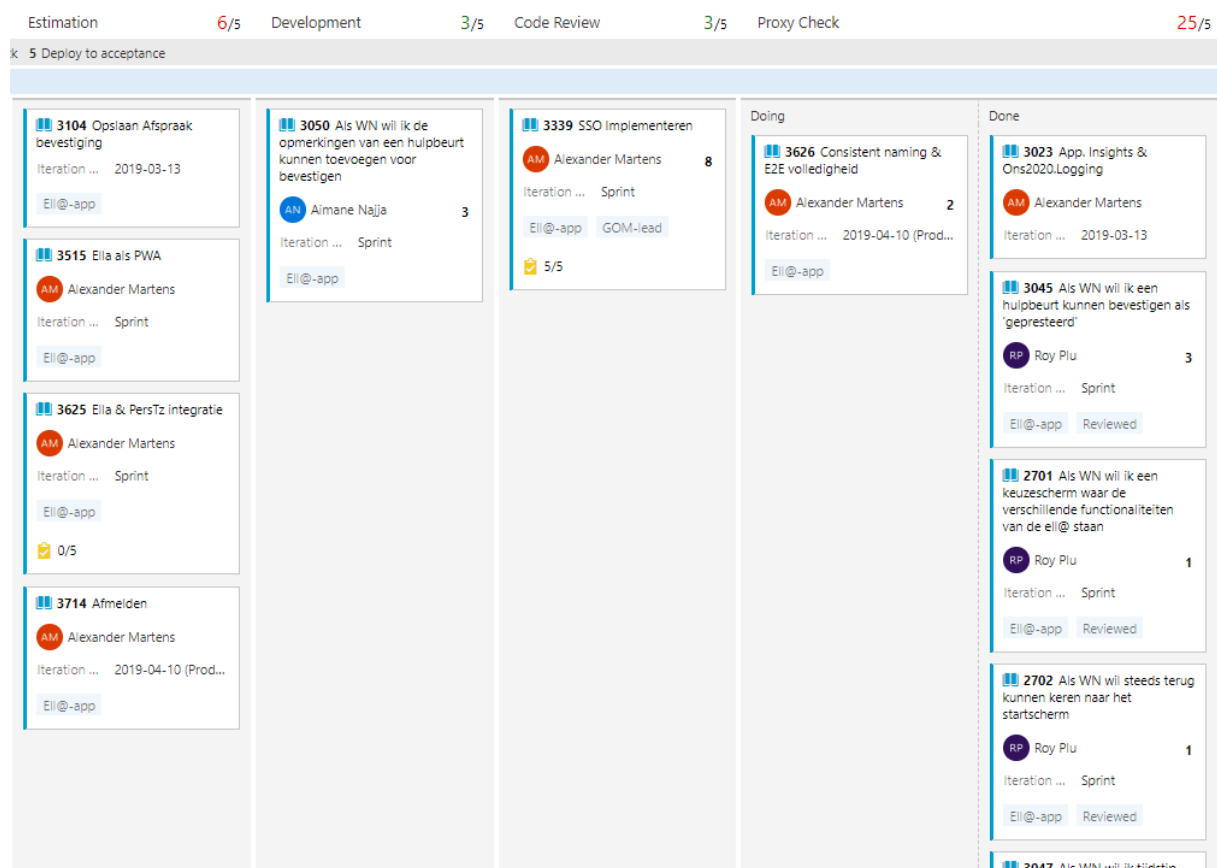 Estimation 6/5 Development 3/5 Code Review 3/5 Proxy Check 25/5
k 5 Deploy to acceptance
3104 Opslaan Afspraak
bevestiging
Iteration ... 2019-03-13
Ell@-app
3515 Ella als PWA
AM Alexander Martens
Iteration ... Sprint
Ell@-app
3625 Ella & PersTz integratie
AM Alexander Martens
Iteration ... Sprint
Ell@-app
0/5
3714 Afmelden
AM Alexander Martens
Iteration ... 2019-04-10 (Prod...
Ell@-app
3050 Als WN wil ik de
opmerkingen van een hulpbeurt
kunnen toevoegen voor
bevestigen
AN Aimane Najja 3
Iteration ... Sprint
Ell@-app
3339 SSO Implementeren
AM Alexander Martens 8
Iteration ... Sprint
Ell@-app GOM-lead
5/5
Doing
3626 Consistent naming &
E2E volledigheid
AM Alexander Martens 2
Iteration ... 2019-04-10 (Prod...
Ell@-app
Done
3023 App. Insights &
Ons2020.Logging
AM Alexander Martens
Iteration ... 2019-03-13
3045 Als WN wil ik een
hulpbeurt kunnen bevestigen als
'gepresteerd'
RP Roy Plu 3
Iteration ... Sprint
Ell@-app Reviewed
2701 Als WN wil ik een
keuzescherm waar de
verschillende functionaliteiten
van de ell@ staan
RP Roy Plu 1
Iteration ... Sprint
Ell@-app Reviewed
2702 Als WN wil steeds terug
kunnen keren naar het
startscherm
RP Roy Plu 1
Iteration ... Sprint
Ell@-app Reviewed
3047 Als WN wil ik tijdstip